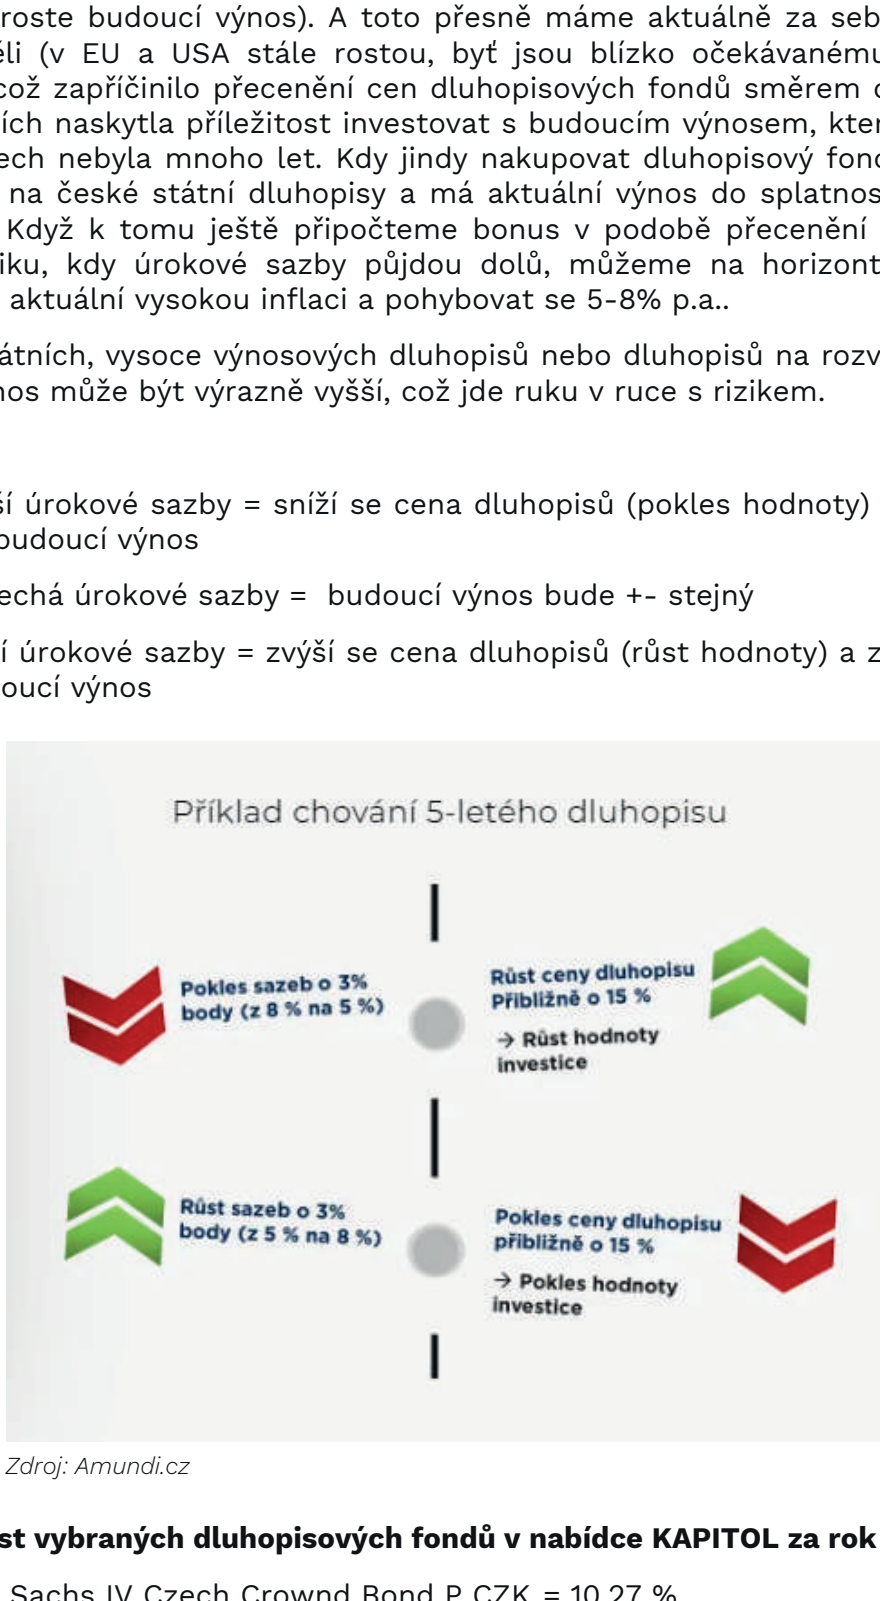 roste budoucí výnos). A toto přesně máme aktuálně za seb
ěli (v EU a USA stále rostou, byť jsou blízko očekávanému
což zapříčinilo přecenění cen dluhopisových fondů směrem
ích naskytla příležitost investovat s budoucím výnosem, kter
ech nebyla mnoho let. Kdy jindy nakupovat dluhopisový fond
na české státní dluhopisy a má aktuální výnos do splatnos
Když k tomu ještě připočteme bonus v podobě přecenění
iku, kdy úrokové sazby půjdou dolů, můžeme na horizont
aktuální vysokou inflaci a pohybovat se 5-8% p.a..
átních, vysoce výnosových dluhopisů nebo dluhopisů na rozv
nos může být výrazně vyšší, což jde ruku v ruce s rizikem.
ší úrokové sazby = sníží se cena dluhopisů (pokles hodnoty)
budoucí výnos
echá úrokové sazby = budoucí výnos bude +- stejný
í úrokové sazby = zvýší se cena dluhopisů (růst hodnoty) a z
oucí výnos
Příklad chování 5-letého dluhopisu
Pokles sazeb o 3%
body (z 8 % na 5 %)
Růst ceny dluhopisu
Přibližně o 15 %
→ Růst hodnoty
investice
Růst sazeb o 3%
body (z 5 % na 8 %)
Pokles ceny dluhopisu
přibližně o 15 %
→ Pokles hodnoty
investice
Zdroj: Amundi.cz
st vybraných dluhopisových fondů v nabídce KAPITOL za rok
Sachs IV Czech Crownd Bond P CZK = 10,27 %